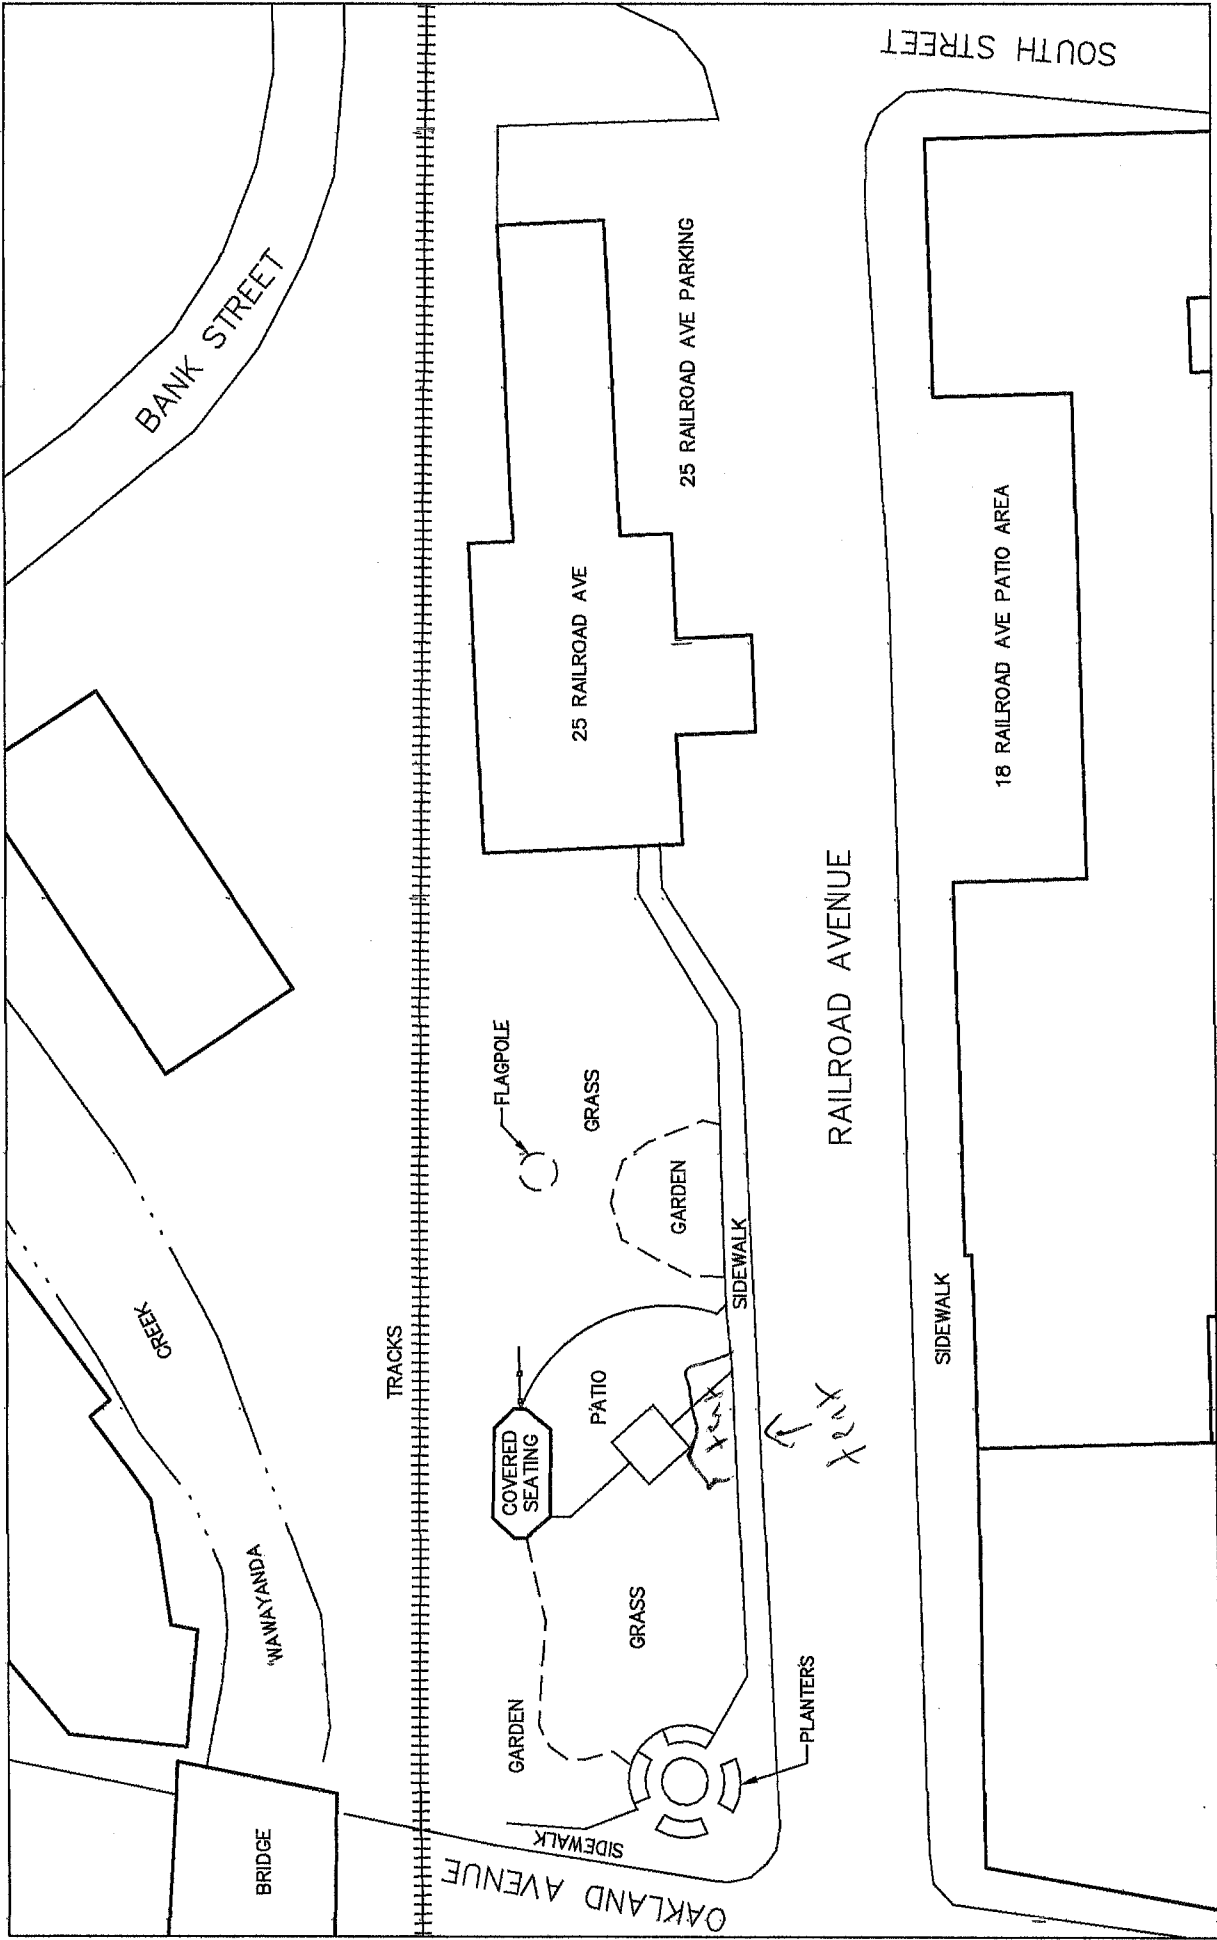 SOUTH STREET
BANK STREET
25 RAILROAD AVE PARKING
25 RAILROAD AVE
18 RAILROAD AVE PATIO AREA
RAILROAD AVENUE
FLAGPOLE
GRASS
GARDEN
SIDEWALK
SIDEWALK
TRACKS
CREEK
WAWAYANDA
COVERED
SEATING
PATIO
tent
tent
GRASS
GARDEN
PLANTERS
SIDEWALK
BRIDGE
OAKLAND AVENUE